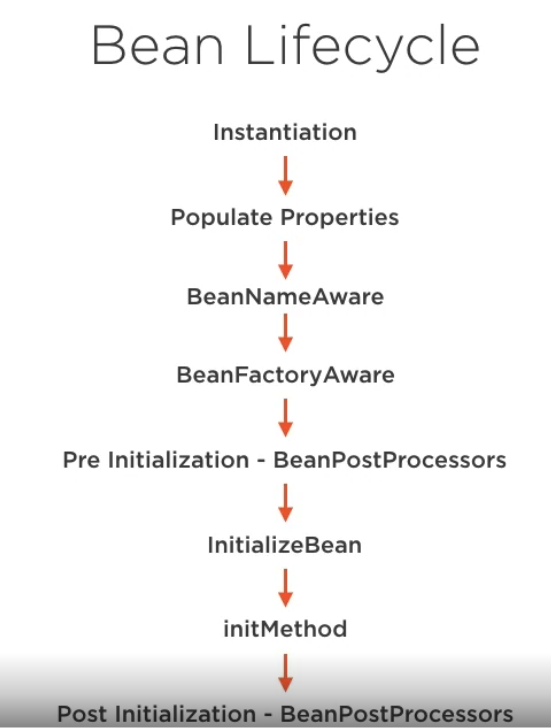 Bean Lifecycle
Instantiation
Populate Properties
BeanNameAware
BeanFactoryAware
Pre Initialization - BeanPostProcessors
InitializeBean
initMethod
Post Initialization - BeanPostProcessors